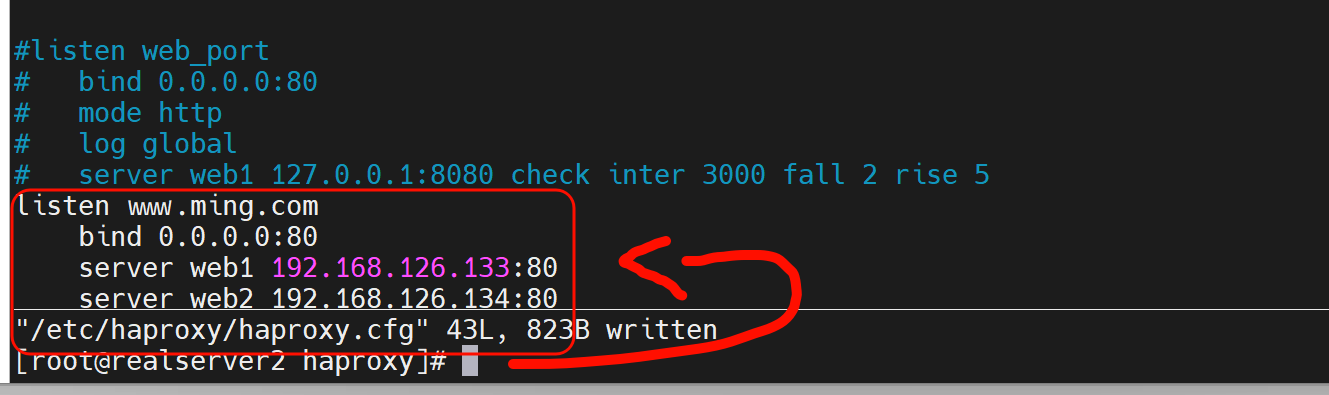 #listen web_port
#   bind 0.0.0.0:80
#   mode http
#   log global
#   server web1 127.0.0.1:8080 check inter 3000 fall 2 rise 5
listen www.ming.com
    bind 0.0.0.0:80
    server web1 192.168.126.133:80
    server web2 192.168.126.134:80
"/etc/haproxy/haproxy.cfg" 43L, 823B written
[root@realserver2 haproxy]#